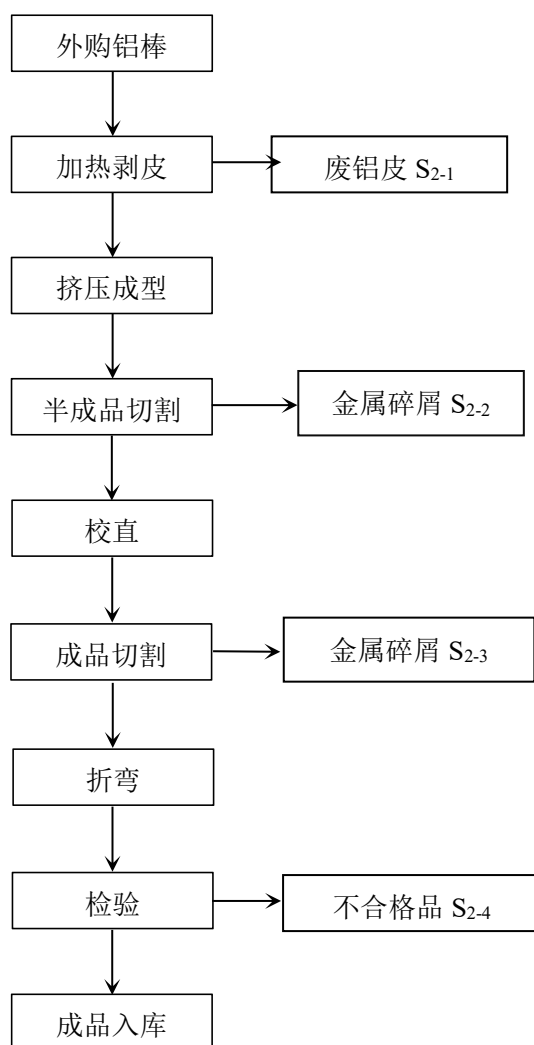 外购铝棒
加热剥皮
废铝皮 S2-1
挤压成型
半成品切割
金属碎屑 S2-2
校直
成品切割
金属碎屑 S2-3
折弯
检验
不合格品 S2-4
成品入库